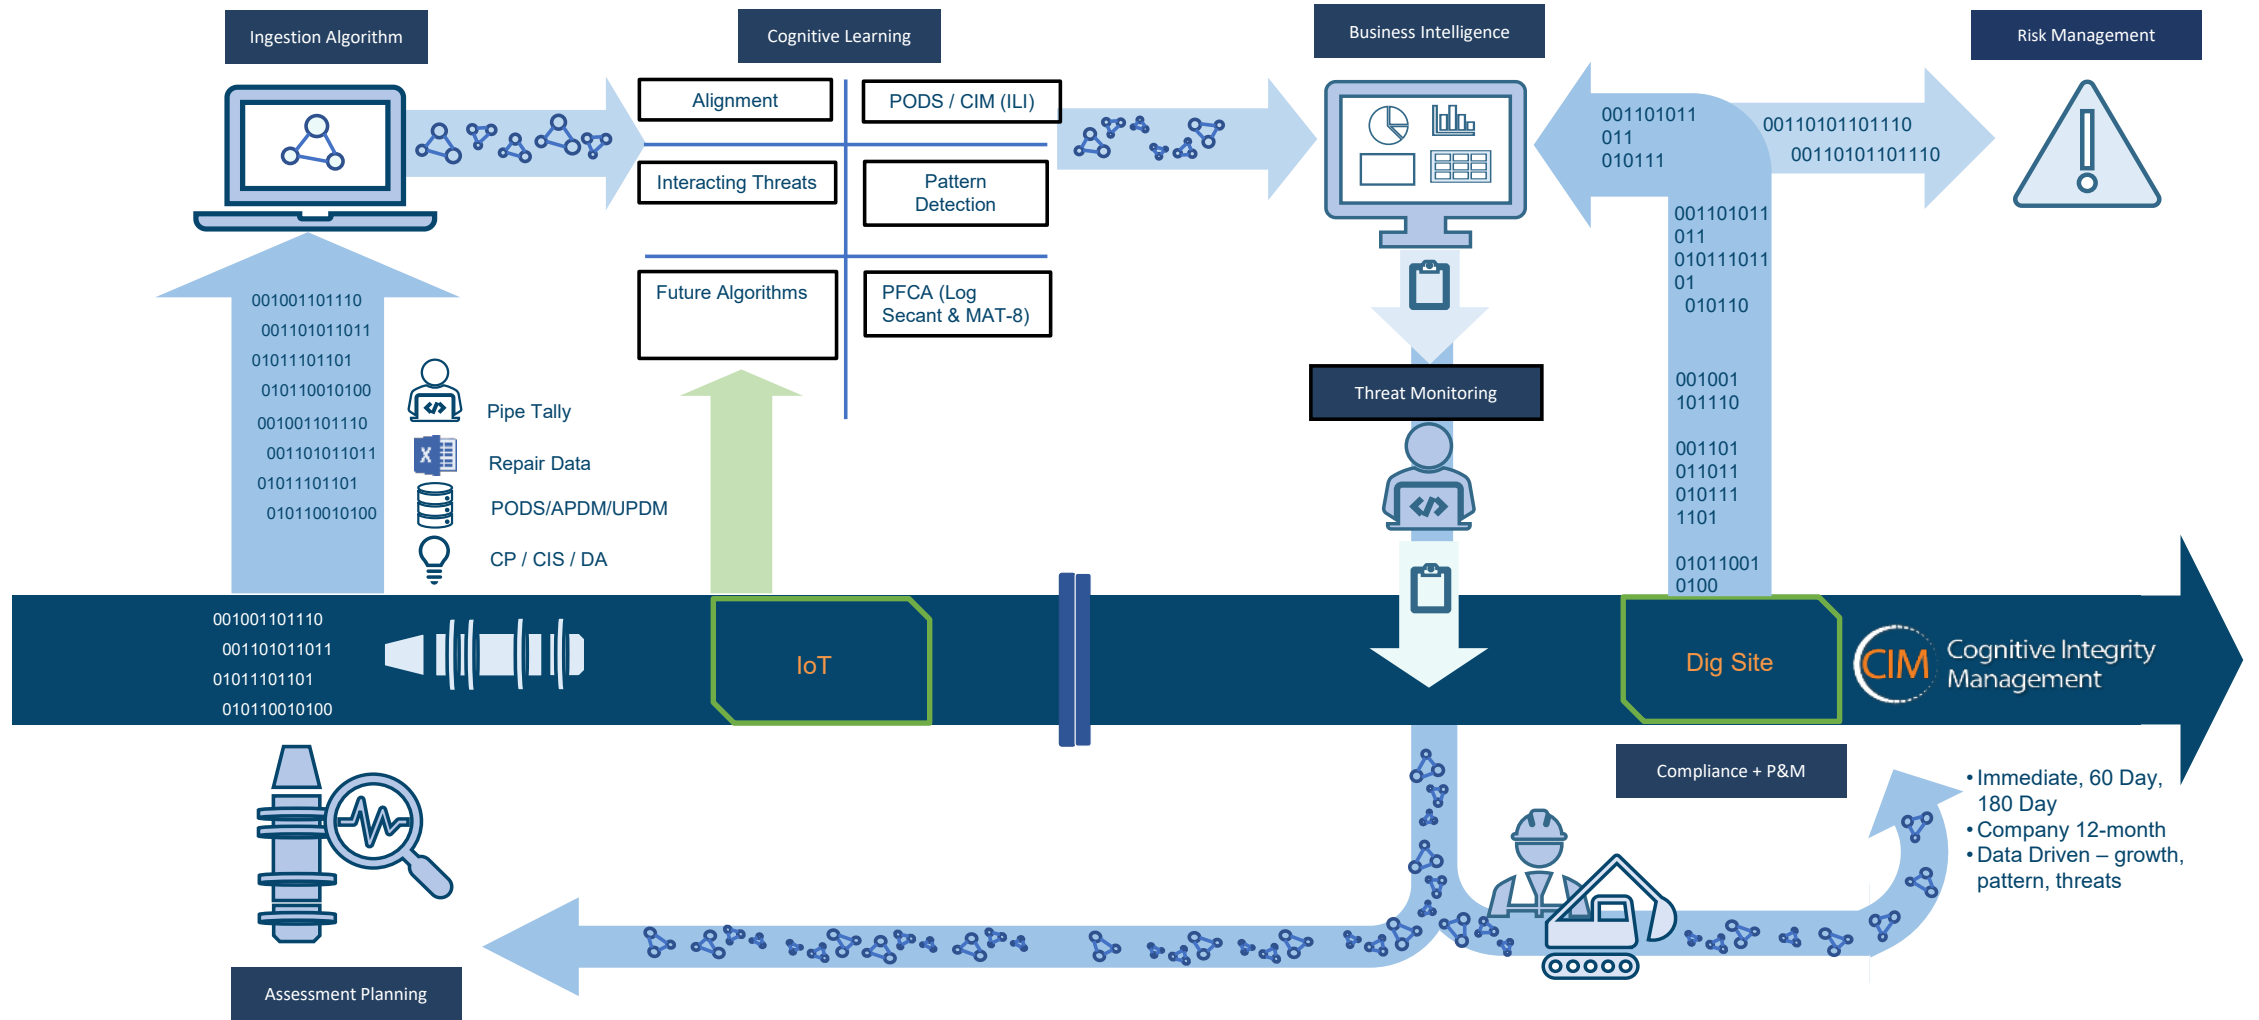 Ingestion Algorithm
Cognitive Learning
Business Intelligence
Risk Management
Alignment
PODS / CIM (ILI)
Interacting Threats
Pattern
Detection
Future Algorithms
PFCA (Log
Secant & MAT-8)
001101011
011
010111
00110101101110
00110101101110
001101011
011
010111011
01
010110
001001
101110
001101
011011
010111
1101
01011001
0100
001001101110
001101011011
01011101101
010110010100
001001101110
001101011011
01011101101
010110010100
Pipe Tally
X
Repair Data
PODS/APDM/UPDM
CP / CIS / DA
Threat Monitoring
</>
</>
001001101110
001101011011
01011101101
010110010100
IoT
Dig Site
CIM
Cognitive Integrity
Management
Compliance + P&M
• Immediate, 60 Day,
180 Day
• Company 12-month
• Data Driven – growth,
pattern, threats
Assessment Planning